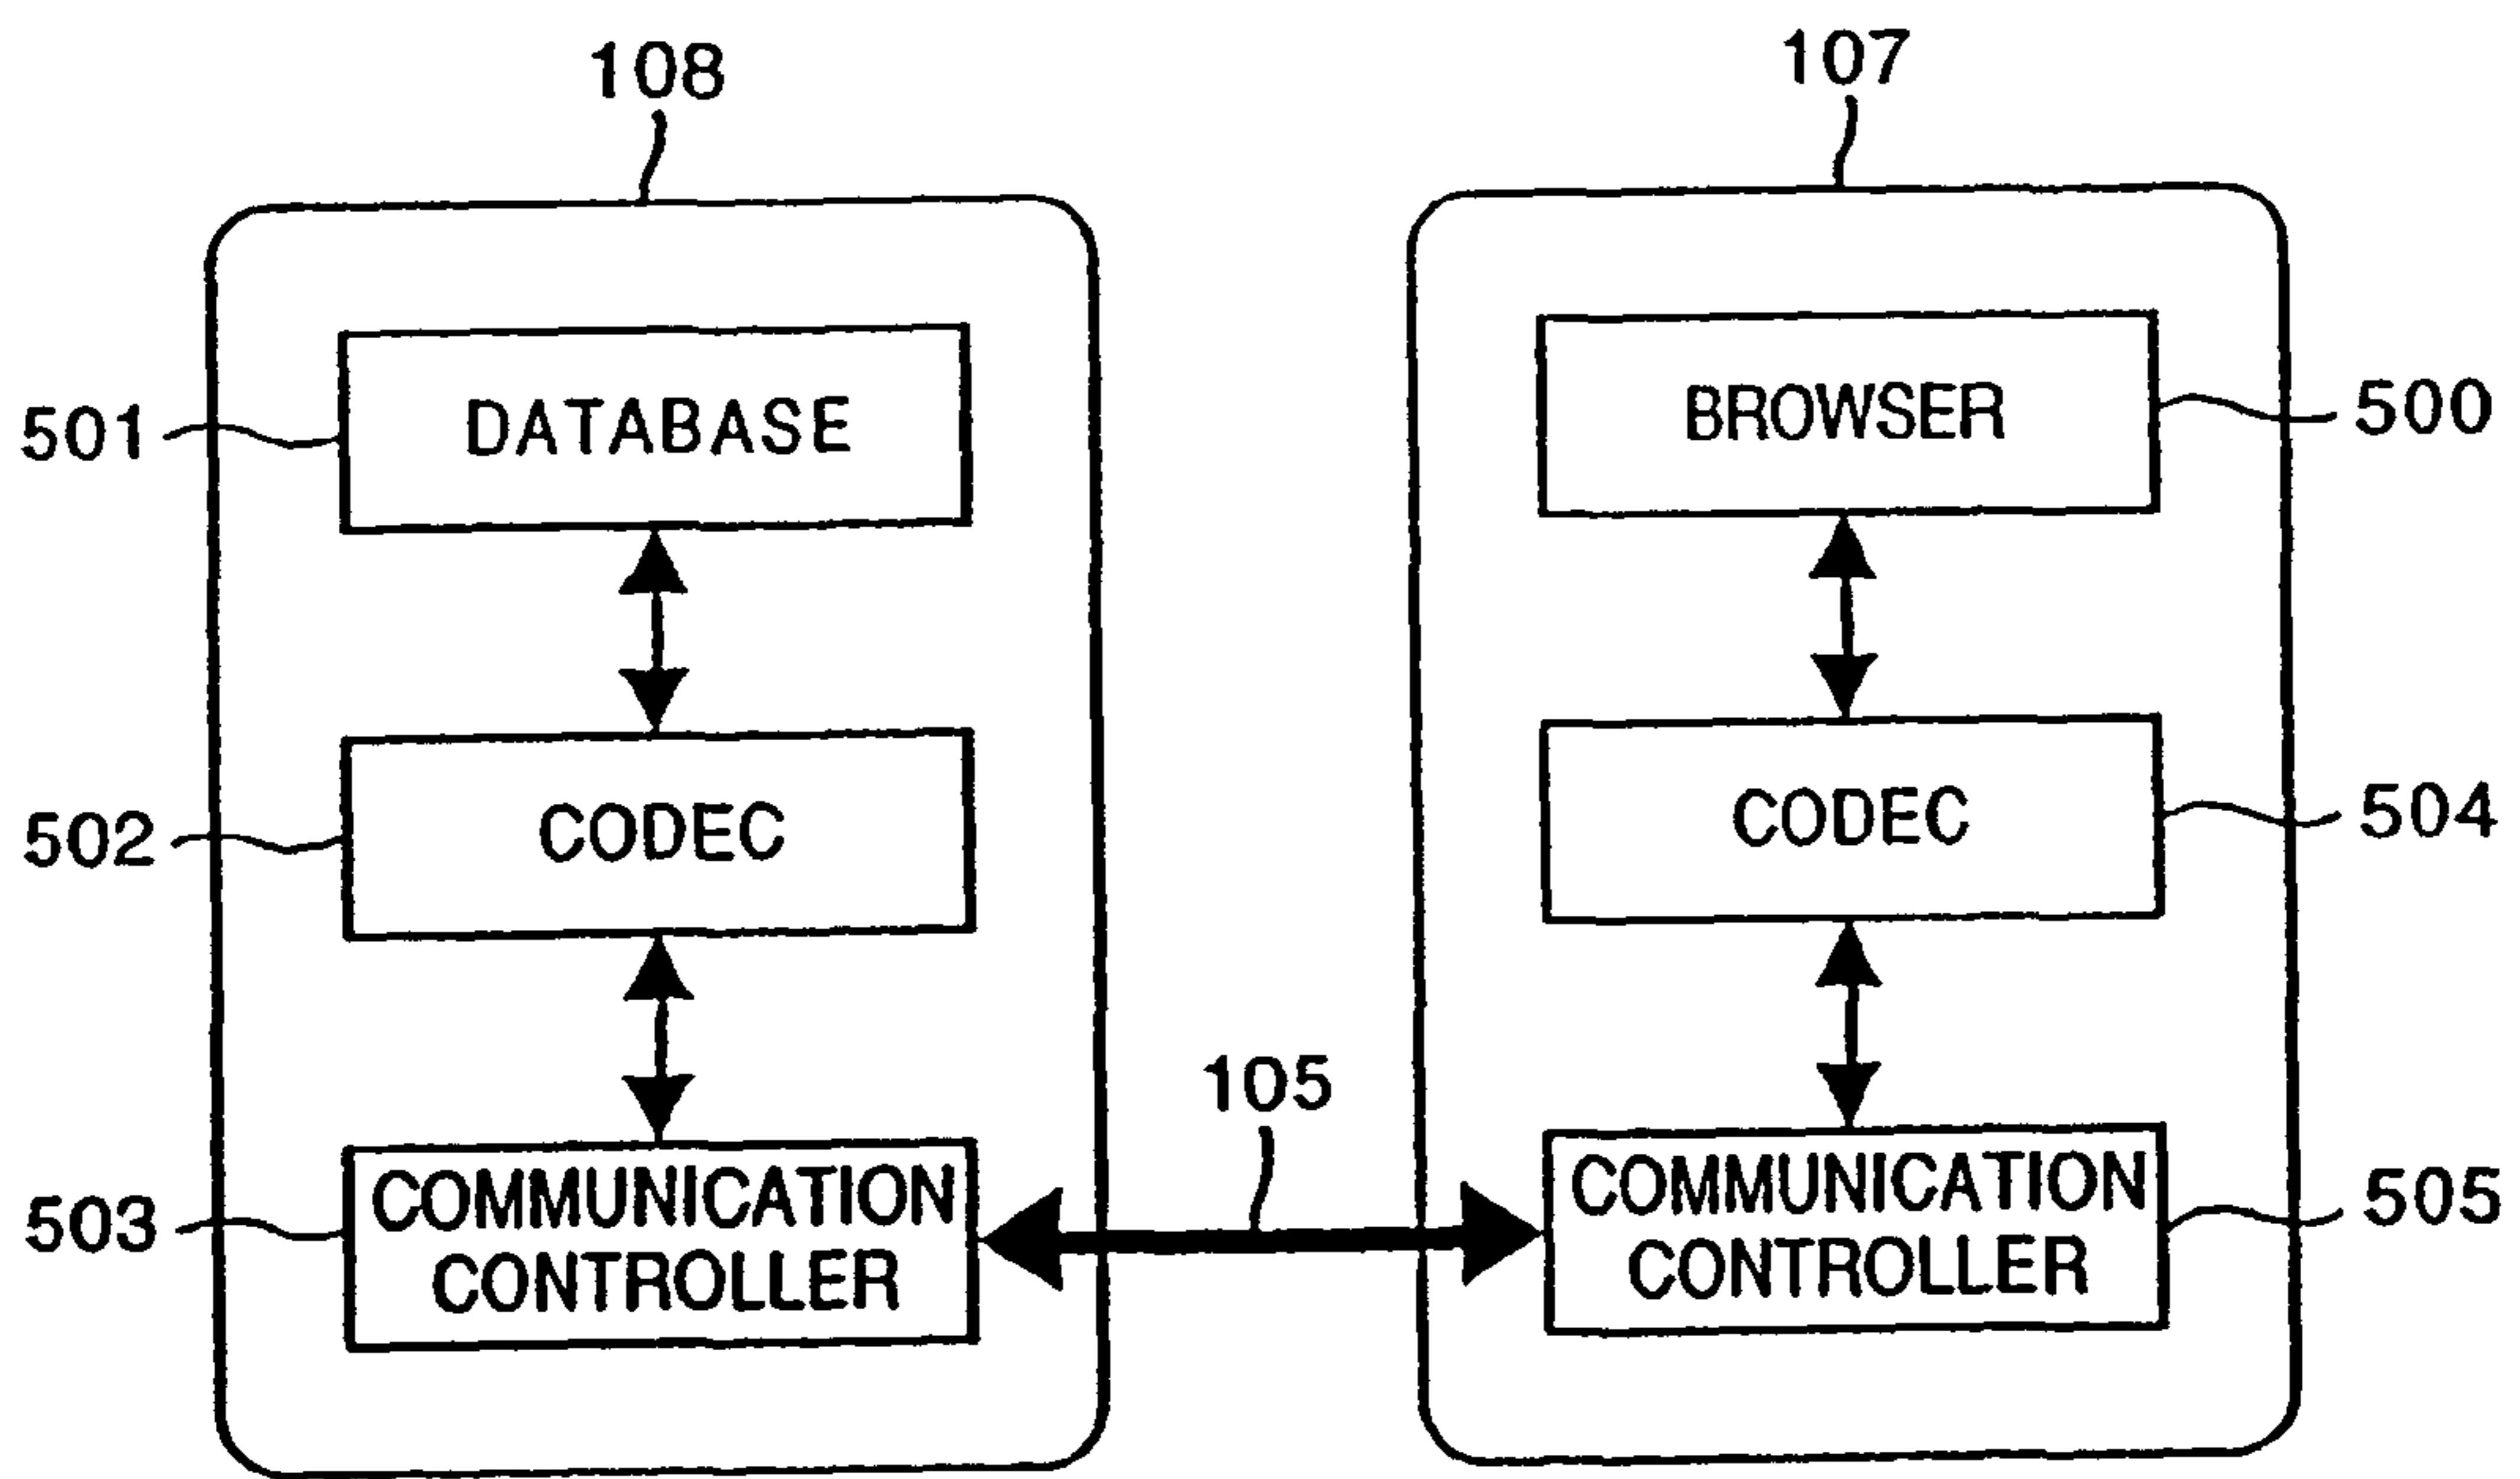 108
107
501
DATABASE
BROWSER
500
502
CODEC
CODEC
504
105
503
COMMUNICATION
CONTROLLER
COMMUNICATION
CONTROLLER
505